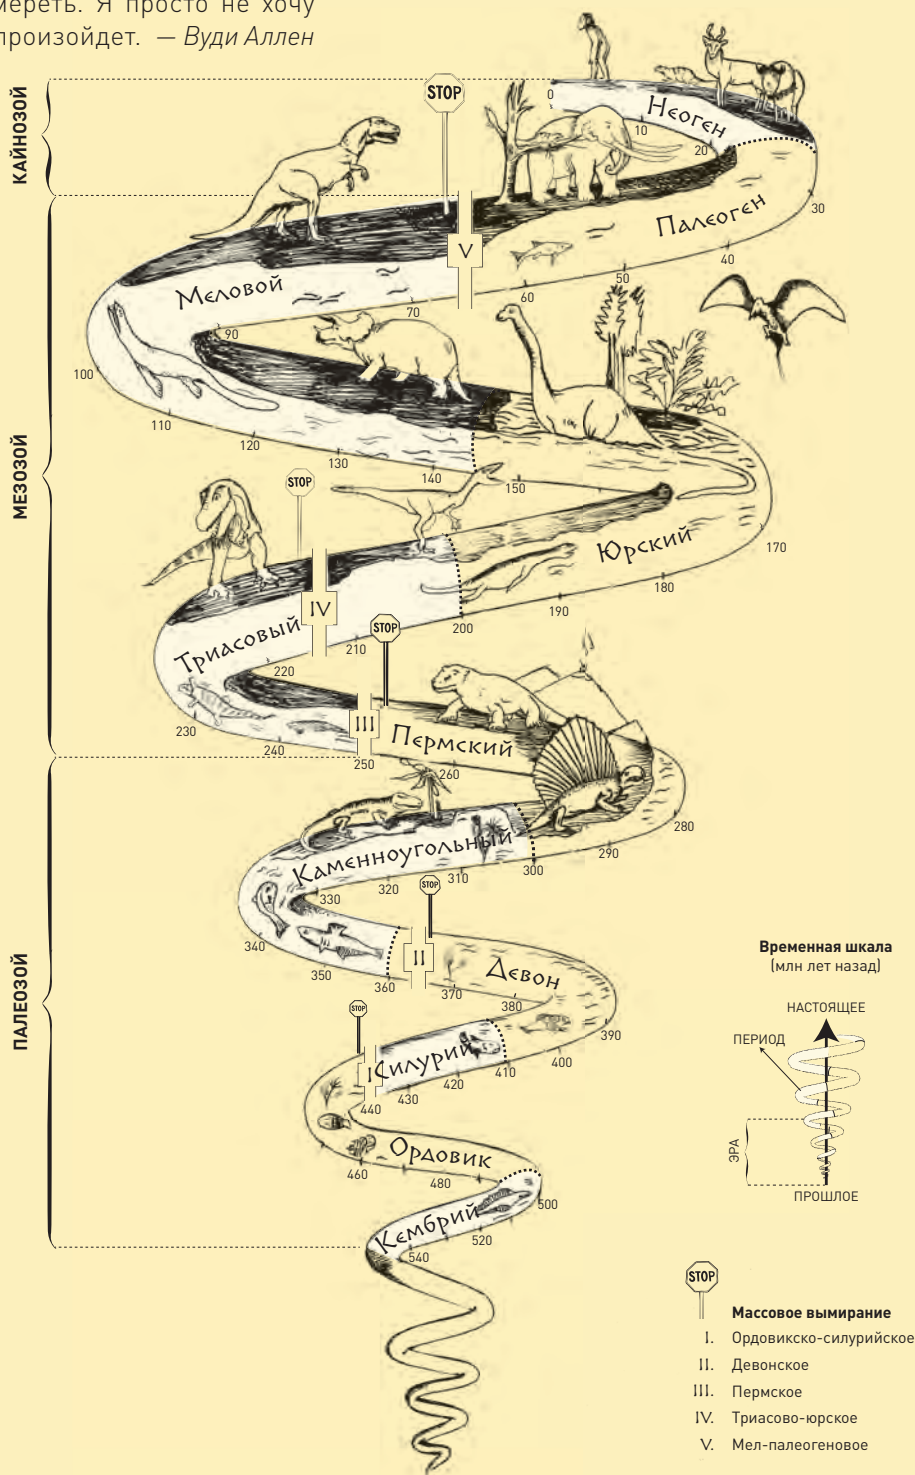 мереть. Я просто не хочу
произойдет. — Вуди Аллен
КАЙНОЗОЙ
STOP
0
Неоген
10
20
30
Палеоген
40
50
60
V
Меловой
70
90
100
110
120
130
140
МЕЗОЗОЙ
150
STOP
Юрский
170
180
190
200
IV
Триасовый
210
STOP
220
230
240
250
III
Пермский
260
280
290
300
Каменноугольный
310
320
330
340
350
360
STOP
II
Девон
370
380
390
400
410
ПАЛЕОЗОЙ
STOP
I
Силурий
420
430
440
Ордовик
460
480
500
Кембрий
520
540
Временная шкала
(млн лет назад)
НАСТОЯЩЕЕ
ПЕРИОД
ЭРА
ПРОШЛОЕ
STOP
Массовое вымирание
I. Ордовикско-силурийское
II. Девонское
III. Пермское
IV. Триасово-юрское
V. Мел-палеогеновое